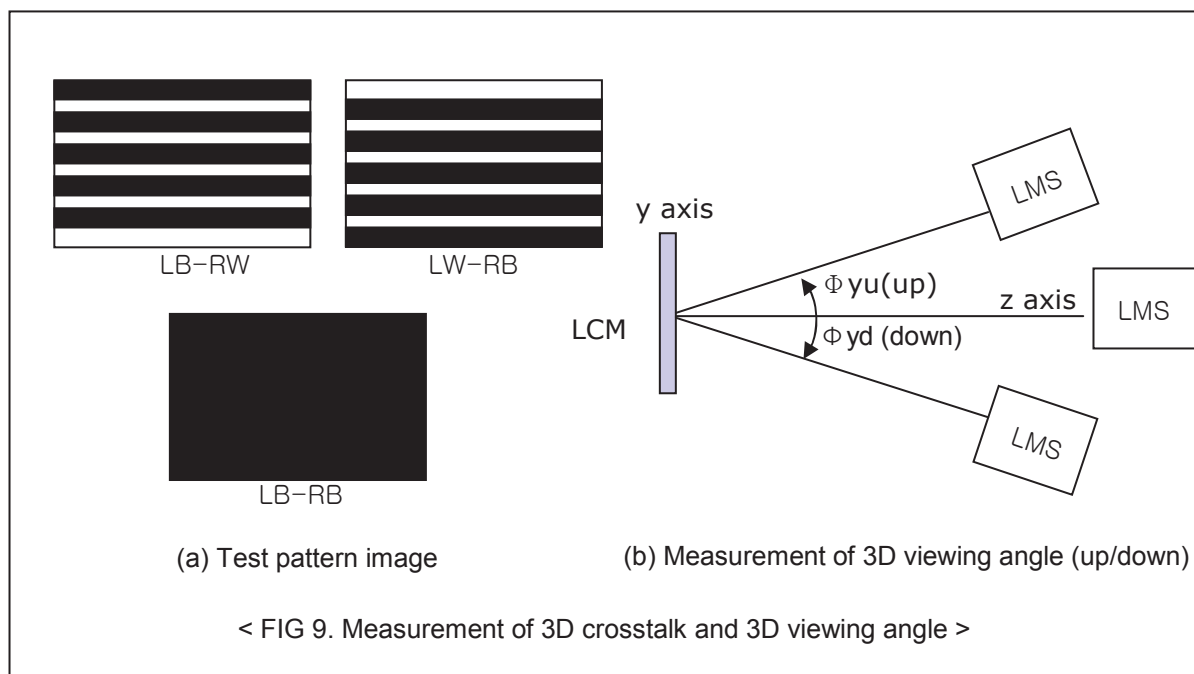 LB-RW
LW-RB
LB-RB
(a) Test pattern image
y axis
LCM
Φyu(up)
z axis
Φyd (down)
LMS
LMS
LMS
(b) Measurement of 3D viewing angle (up/down)
< FIG 9. Measurement of 3D crosstalk and 3D viewing angle >